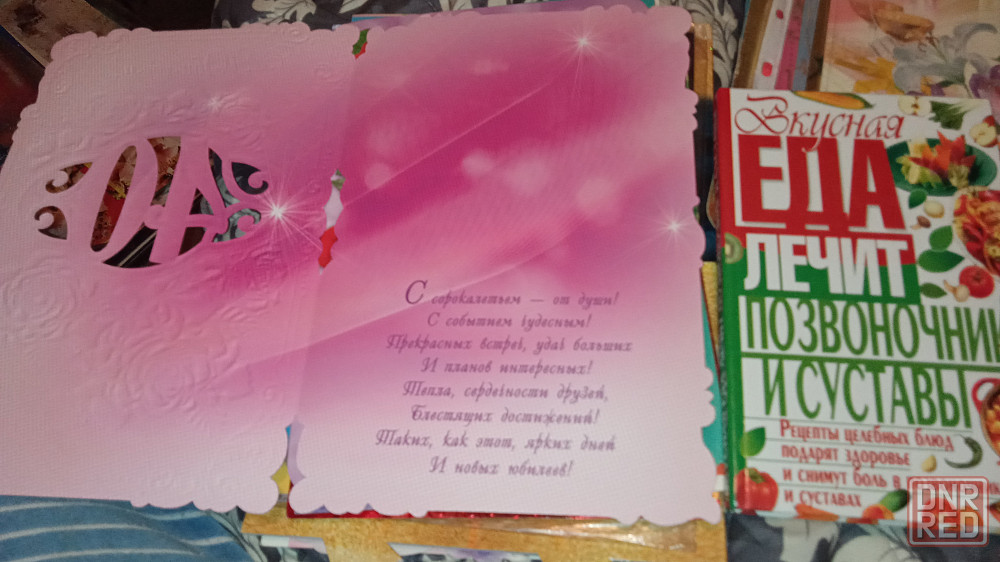 С сорокалетьем — от души!
С событием чудесным!
Прекрасных встреч, удач больших
И планов интересных!
Тепла, сердечности друзей,
Блестящих достижений!
Таких, как этот, ярких дней
И новых юбилеев!
Вкусная
ЕДА
ЛЕЧИТ
ПОЗВОНОЧНИ
И СУСТАВЫ
Рецепты целебных блюд
подарят здоровье
и снимут боль в
и суставах
DNR
RED